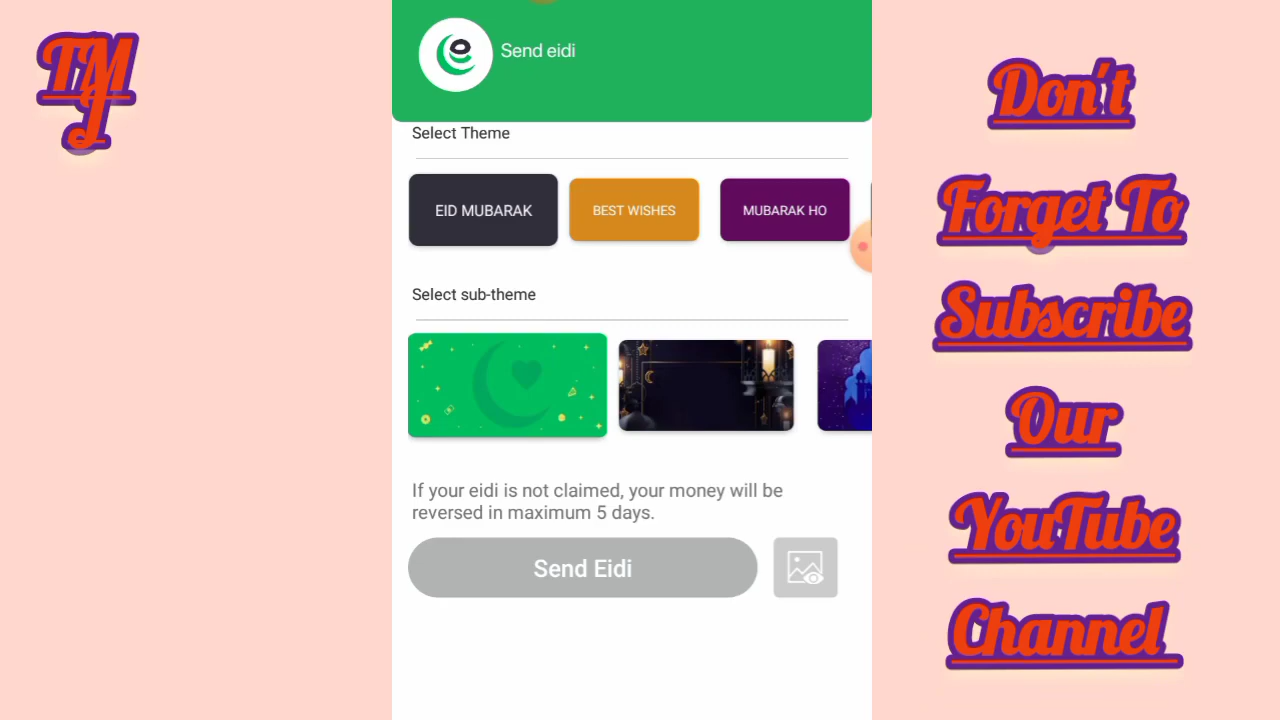 TMJ
Send eidi
Select Theme
EID MUBARAK
BEST WISHES
MUBARAK HO
Select sub-theme
If your eidi is not claimed, your money will be
reversed in maximum 5 days.
Send Eidi
Don't
Forget To
Subscribe
Our
YouTube
Channel